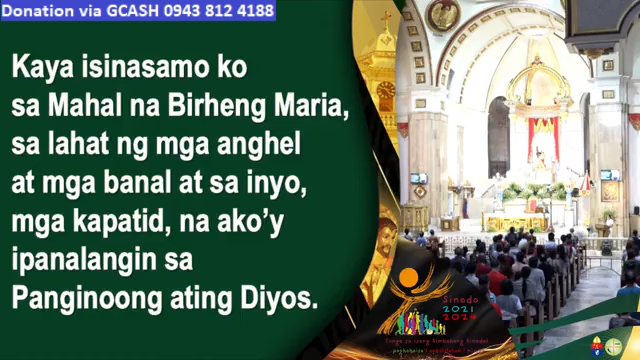 Donation via GCASH 0943 812 4188
Kaya isinasamo ko
sa Mahal na Birheng Maria,
sa lahat ng mga anghel
at mga banal at sa inyo,
mga kapatid, na ako’y
ipanalangin sa
Panginoong ating Diyos.
Sinodo
2021
2024